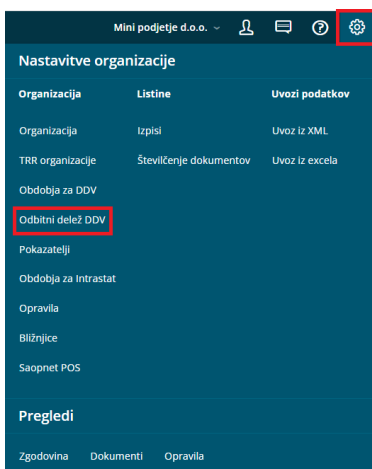 Mini podjetje d.o.o.
Nastavitve organizacije
Organizacija Listine Uvozi podatkov
Organizacija Izpisi Uvoz iz XML
TRR organizacije Številčenje dokumentov Uvoz iz excela
Obdobja za DDV
Odbitni delež DDV
Pokazatelji
Obdobja za Intrastat
Opravila
Bližnjice
Saopnet POS
Pregledi
Zgodovina Dokumenti Opravila